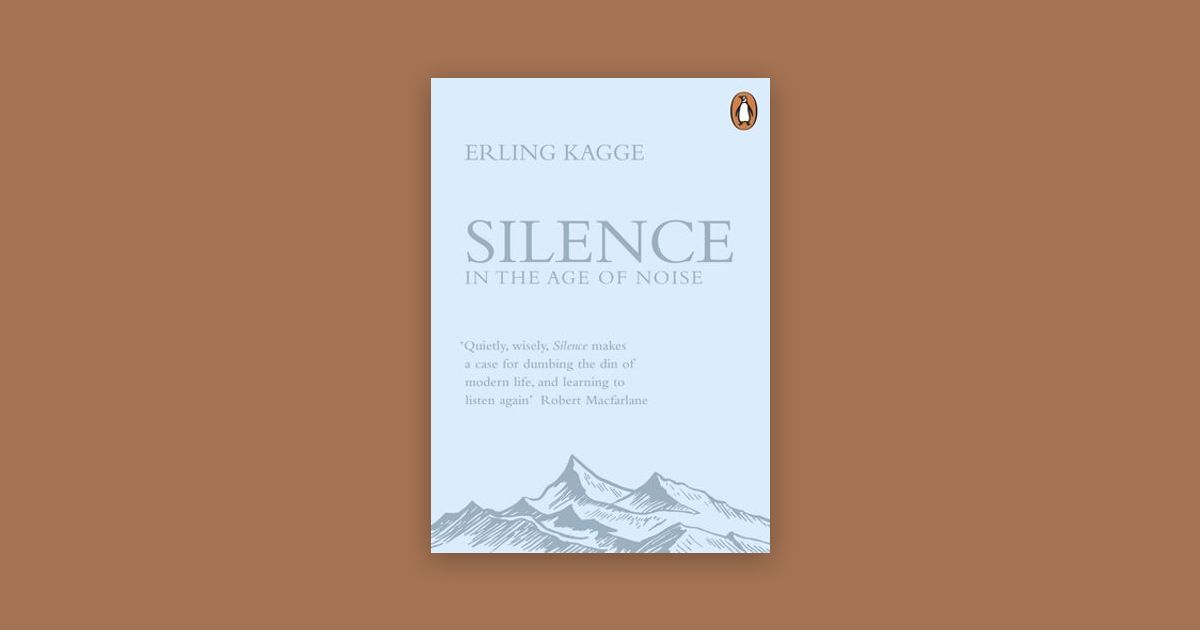 ERLING KAGGE
SILENCE
IN THE AGE OF NOISE
‘Quietly, wisely, Silence makes
a case for dumbing the din of
modern life, and learning to
listen again’ Robert Macfarlane